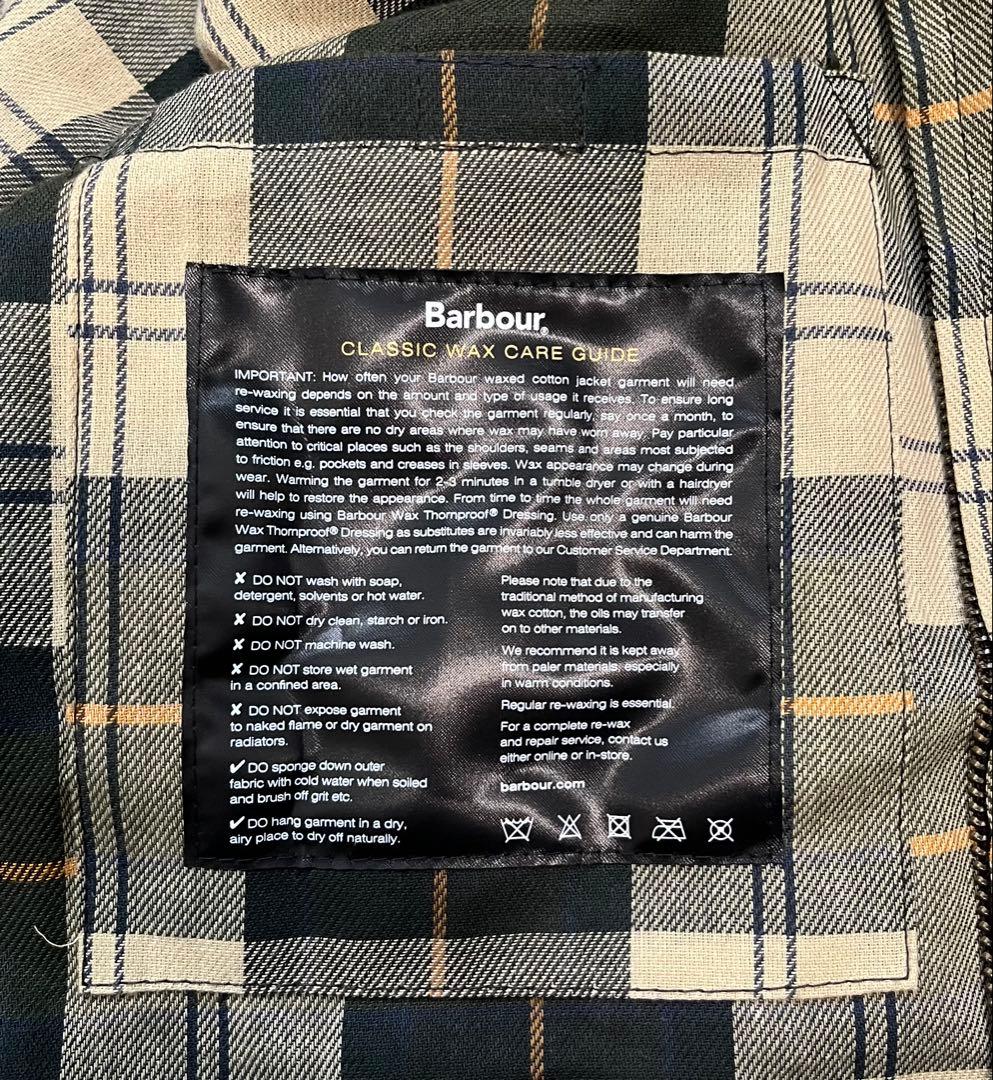 Barbour®
CLASSIC WAX CARE GUIDE
IMPORTANT: How often your Barbour waxed cotton jacket garment will need
re-waxing depends on the amount and type of usage it receives. To ensure long
service it is essential that you check the garment regularly, say once a month, to
ensure that there are no dry areas where wax may have worn away. Pay particular
attention to critical places such as the shoulders, seams and areas most subjected
to friction e.g. pockets and creases in sleeves. Wax appearance may change during
wear. Warming the garment for 2-3 minutes in a tumble dryer or with a hairdryer
will help to restore the appearance. From time to time the whole garment will need
re-waxing using Barbour Wax Thornproof® Dressing. Use only a genuine Barbour
Wax Thornproof® Dressing as substitutes are invariably less effective and can harm the
garment. Alternatively, you can return the garment to our Customer Service Department.
✘ DO NOT wash with soap,
detergent, solvents or hot water.
✘ DO NOT dry clean, starch or iron.
✘ DO NOT machine wash.
✘ DO NOT store wet garment
in a confined area.
✘ DO NOT expose garment
to naked flame or dry garment on
radiators.
✔ DO sponge down outer
fabric with cold water when soiled
and brush off grit etc.
✔ DO hang garment in a dry,
airy place to dry off naturally.
Please note that due to the
traditional method of manufacturing
wax cotton, the oils may transfer
on to other materials.
We recommend it is kept away
from paler materials, especially
in warm conditions.
Regular re-waxing is essential.
For a complete re-wax
and repair service, contact us
either online or in-store.
barbour.com